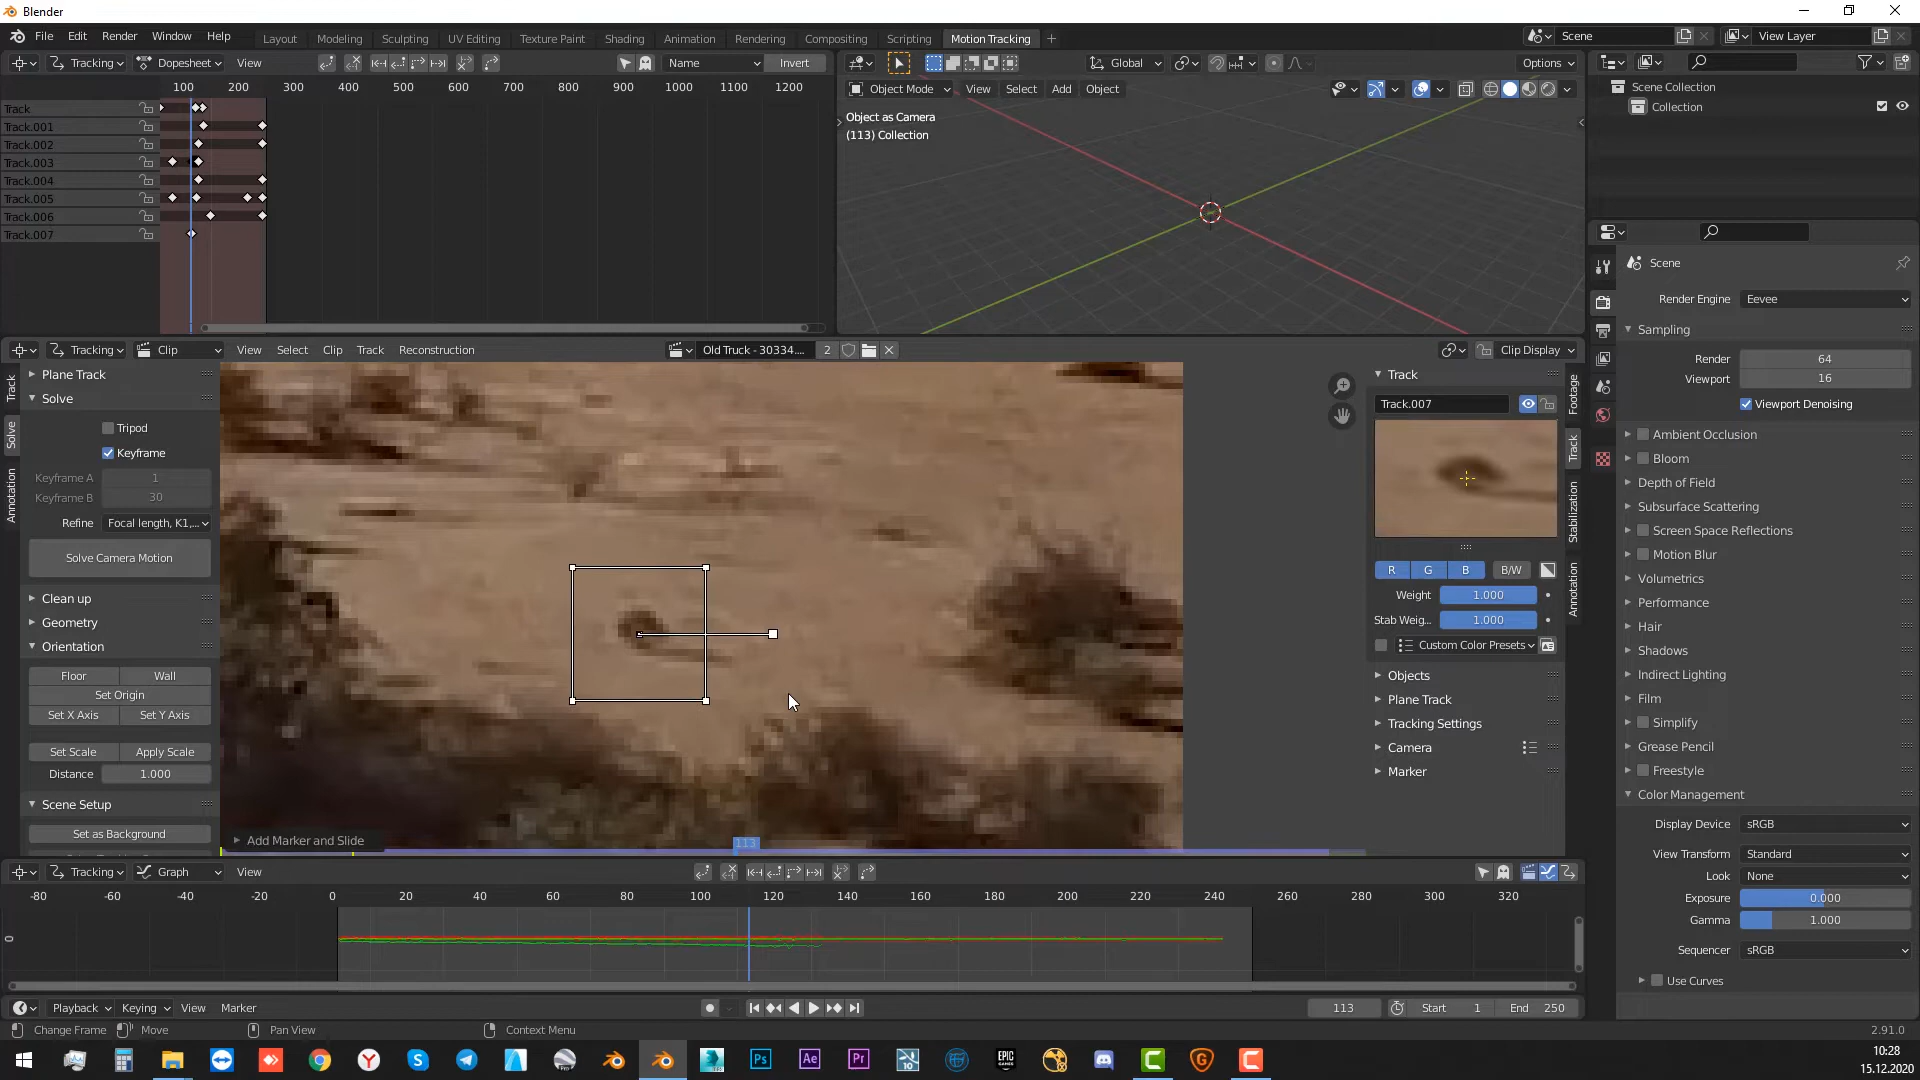 Blender
File Edit Render Window Help Layout Modeling Sculpting UV Editing Texture Paint Shading Animation Rendering Compositing Scripting Motion Tracking + Scene View Layer
Tracking Dopesheet View Name Invert Global Options
100 200 300 400 500 600 700 800 900 1000 1100 1200
Object Mode View Select Add Object
Track
Track.001
Track.002
Track.003
Track.004
Track.005
Track.006
Track.007
Object as Camera
(113) Collection
Scene Collection
Collection
Scene
Render Engine Eevee
Sampling
Render 64
Viewport 16
Viewport Denoising
Ambient Occlusion
Bloom
Depth of Field
Subsurface Scattering
Screen Space Reflections
Motion Blur
Volumetrics
Performance
Hair
Shadows
Indirect Lighting
Film
Simplify
Grease Pencil
Freestyle
Color Management
Display Device sRGB
View Transform Standard
Look None
Exposure 0.000
Gamma 1.000
Sequencer sRGB
Use Curves
Tracking Clip View Select Clip Track Reconstruction Old Truck - 30334.... 2 Clip Display
Track
Solve
Annotation
Plane Track
Solve
Tripod
Keyframe
Keyframe A 1
Keyframe B 30
Refine Focal length, K1,...
Solve Camera Motion
Clean up
Geometry
Orientation
Floor Wall
Set Origin
Set X Axis Set Y Axis
Set Scale Apply Scale
Distance 1.000
Scene Setup
Set as Background
Add Marker and Slide
113
Track
Track.007
R G B B/W
Weight 1.000
Stab Weig... 1.000
Custom Color Presets
Objects
Plane Track
Tracking Settings
Camera
Marker
Footage
Track
Stabilization
Annotation
Tracking Graph View
-80 -60 -40 -20 0 20 40 60 80 100 120 140 160 180 200 220 240 260 280 300 320
0
Playback Keying View Marker 113 Start 1 End 250
Change Frame Move Pan View Context Menu 2.91.0
Ps Ae Pr 10 EPIC GAMES
10:28
15.12.2020